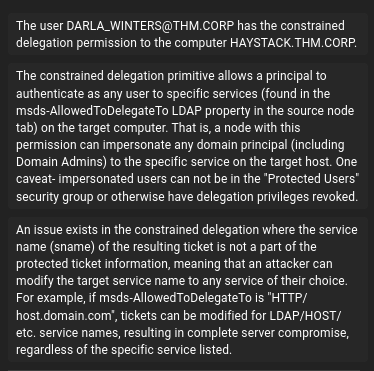 The user DARLA_WINTERS@THM.CORP has the constrained
delegation permission to the computer HAYSTACK.THM.CORP.
The constrained delegation primitive allows a principal to
authenticate as any user to specific services (found in the
msds-AllowedToDelegateTo LDAP property in the source node
tab) on the target computer. That is, a node with this
permission can impersonate any domain principal (including
Domain Admins) to the specific service on the target host. One
caveat- impersonated users can not be in the "Protected Users"
security group or otherwise have delegation privileges revoked.
An issue exists in the constrained delegation where the service
name (sname) of the resulting ticket is not a part of the
protected ticket information, meaning that an attacker can
modify the target service name to any service of their choice.
For example, if msds-AllowedToDelegateTo is "HTTP/
host.domain.com", tickets can be modified for LDAP/HOST/
etc. service names, resulting in complete server compromise,
regardless of the specific service listed.